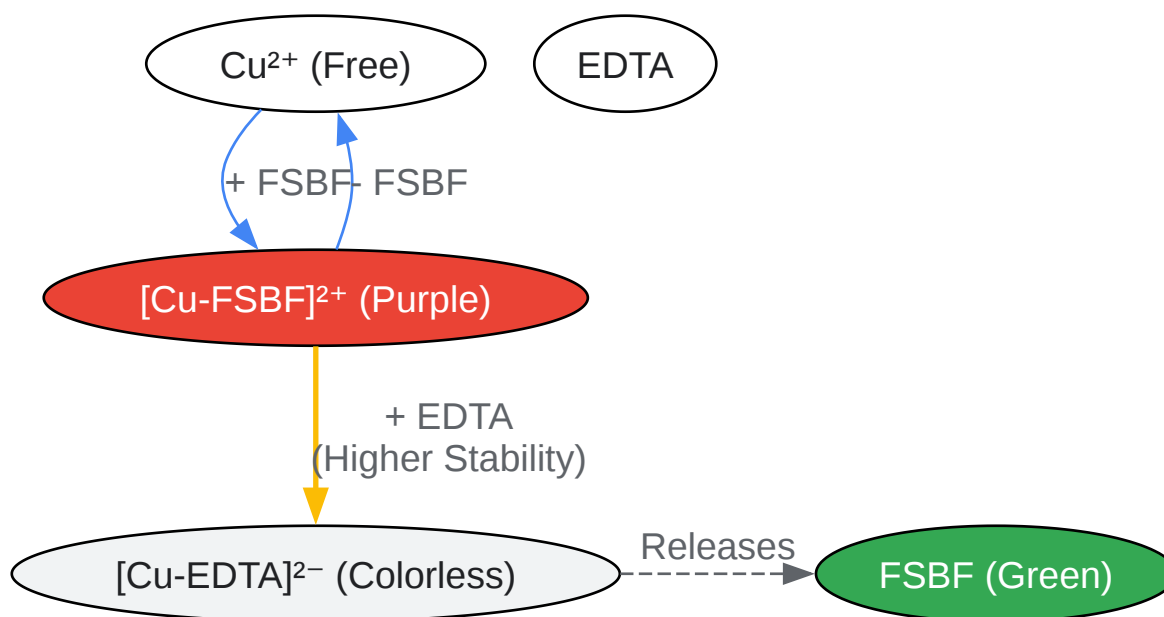 Cu²⁺ (Free)
EDTA
+ FSBF
- FSBF
[Cu-FSBF]²⁺ (Purple)
+ EDTA
(Higher Stability)
[Cu-EDTA]²⁻ (Colorless)
Releases
FSBF (Green)